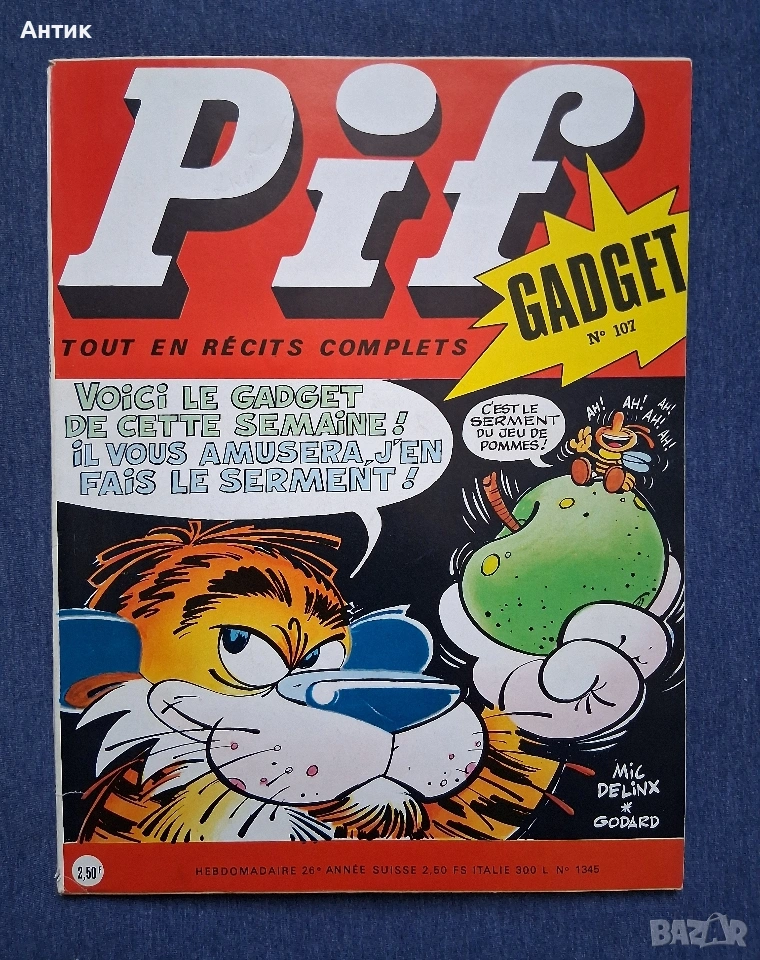 Антик
Pif
GADGET
N° 107
TOUT EN RÉCITS COMPLETS
VOICI LE GADGET
DE CETTE SEMAINE!
IL VOUS AMUSERA, J'EN
FAIS LE SERMENT!
C'EST LE
SERMENT
DU JEU DE
POMMES!
AH! AH! AH!
AH!
AH!
MIC
DELINX
*
GODARD
2,50F
HEBDOMADAIRE 26e ANNÉE SUISSE 2,50 FS ITALIE 300 L N° 1345
BAZAR